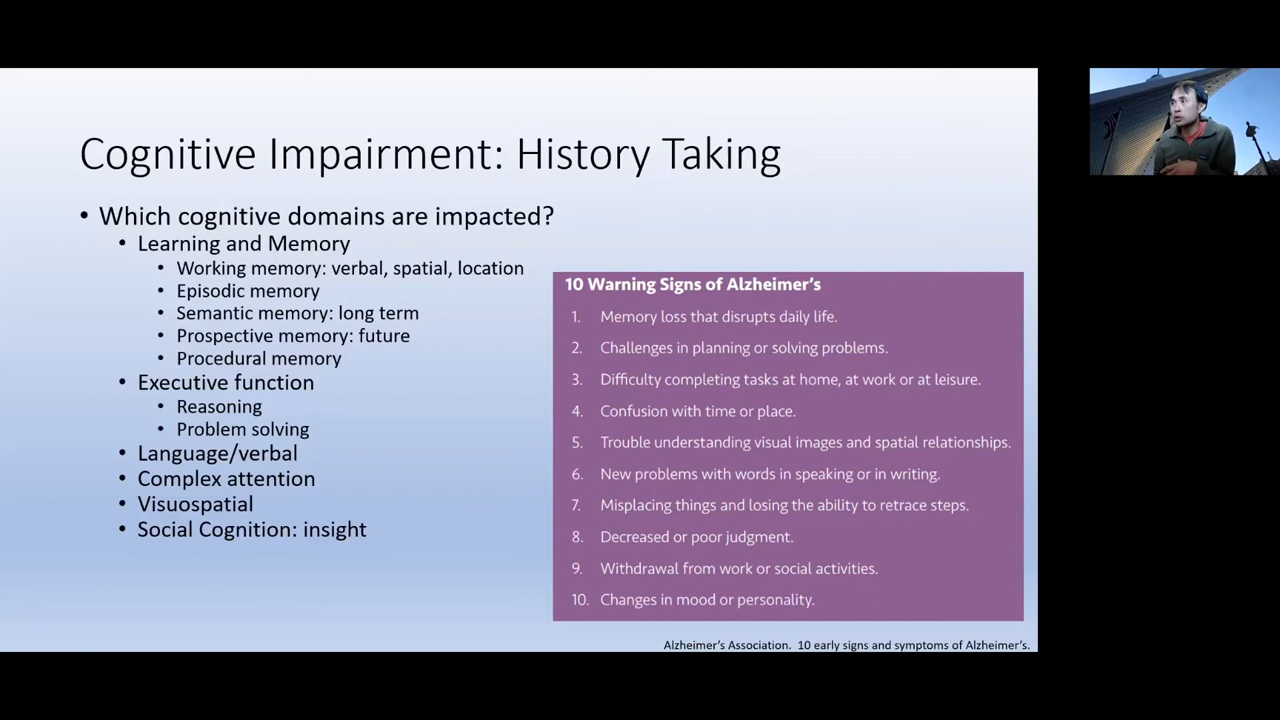 Cognitive Impairment: History Taking
• Which cognitive domains are impacted?
• Learning and Memory
• Working memory: verbal, spatial, location
• Episodic memory
• Semantic memory: long term
• Prospective memory: future
• Procedural memory
• Executive function
• Reasoning
• Problem solving
• Language/verbal
• Complex attention
• Visuospatial
• Social Cognition: insight
10 Warning Signs of Alzheimer's
1. Memory loss that disrupts daily life.
2. Challenges in planning or solving problems.
3. Difficulty completing tasks at home, at work or at leisure.
4. Confusion with time or place.
5. Trouble understanding visual images and spatial relationships.
6. New problems with words in speaking or in writing.
7. Misplacing things and losing the ability to retrace steps.
8. Decreased or poor judgment.
9. Withdrawal from work or social activities.
10. Changes in mood or personality.
Alzheimer's Association. 10 early signs and symptoms of Alzheimer's.